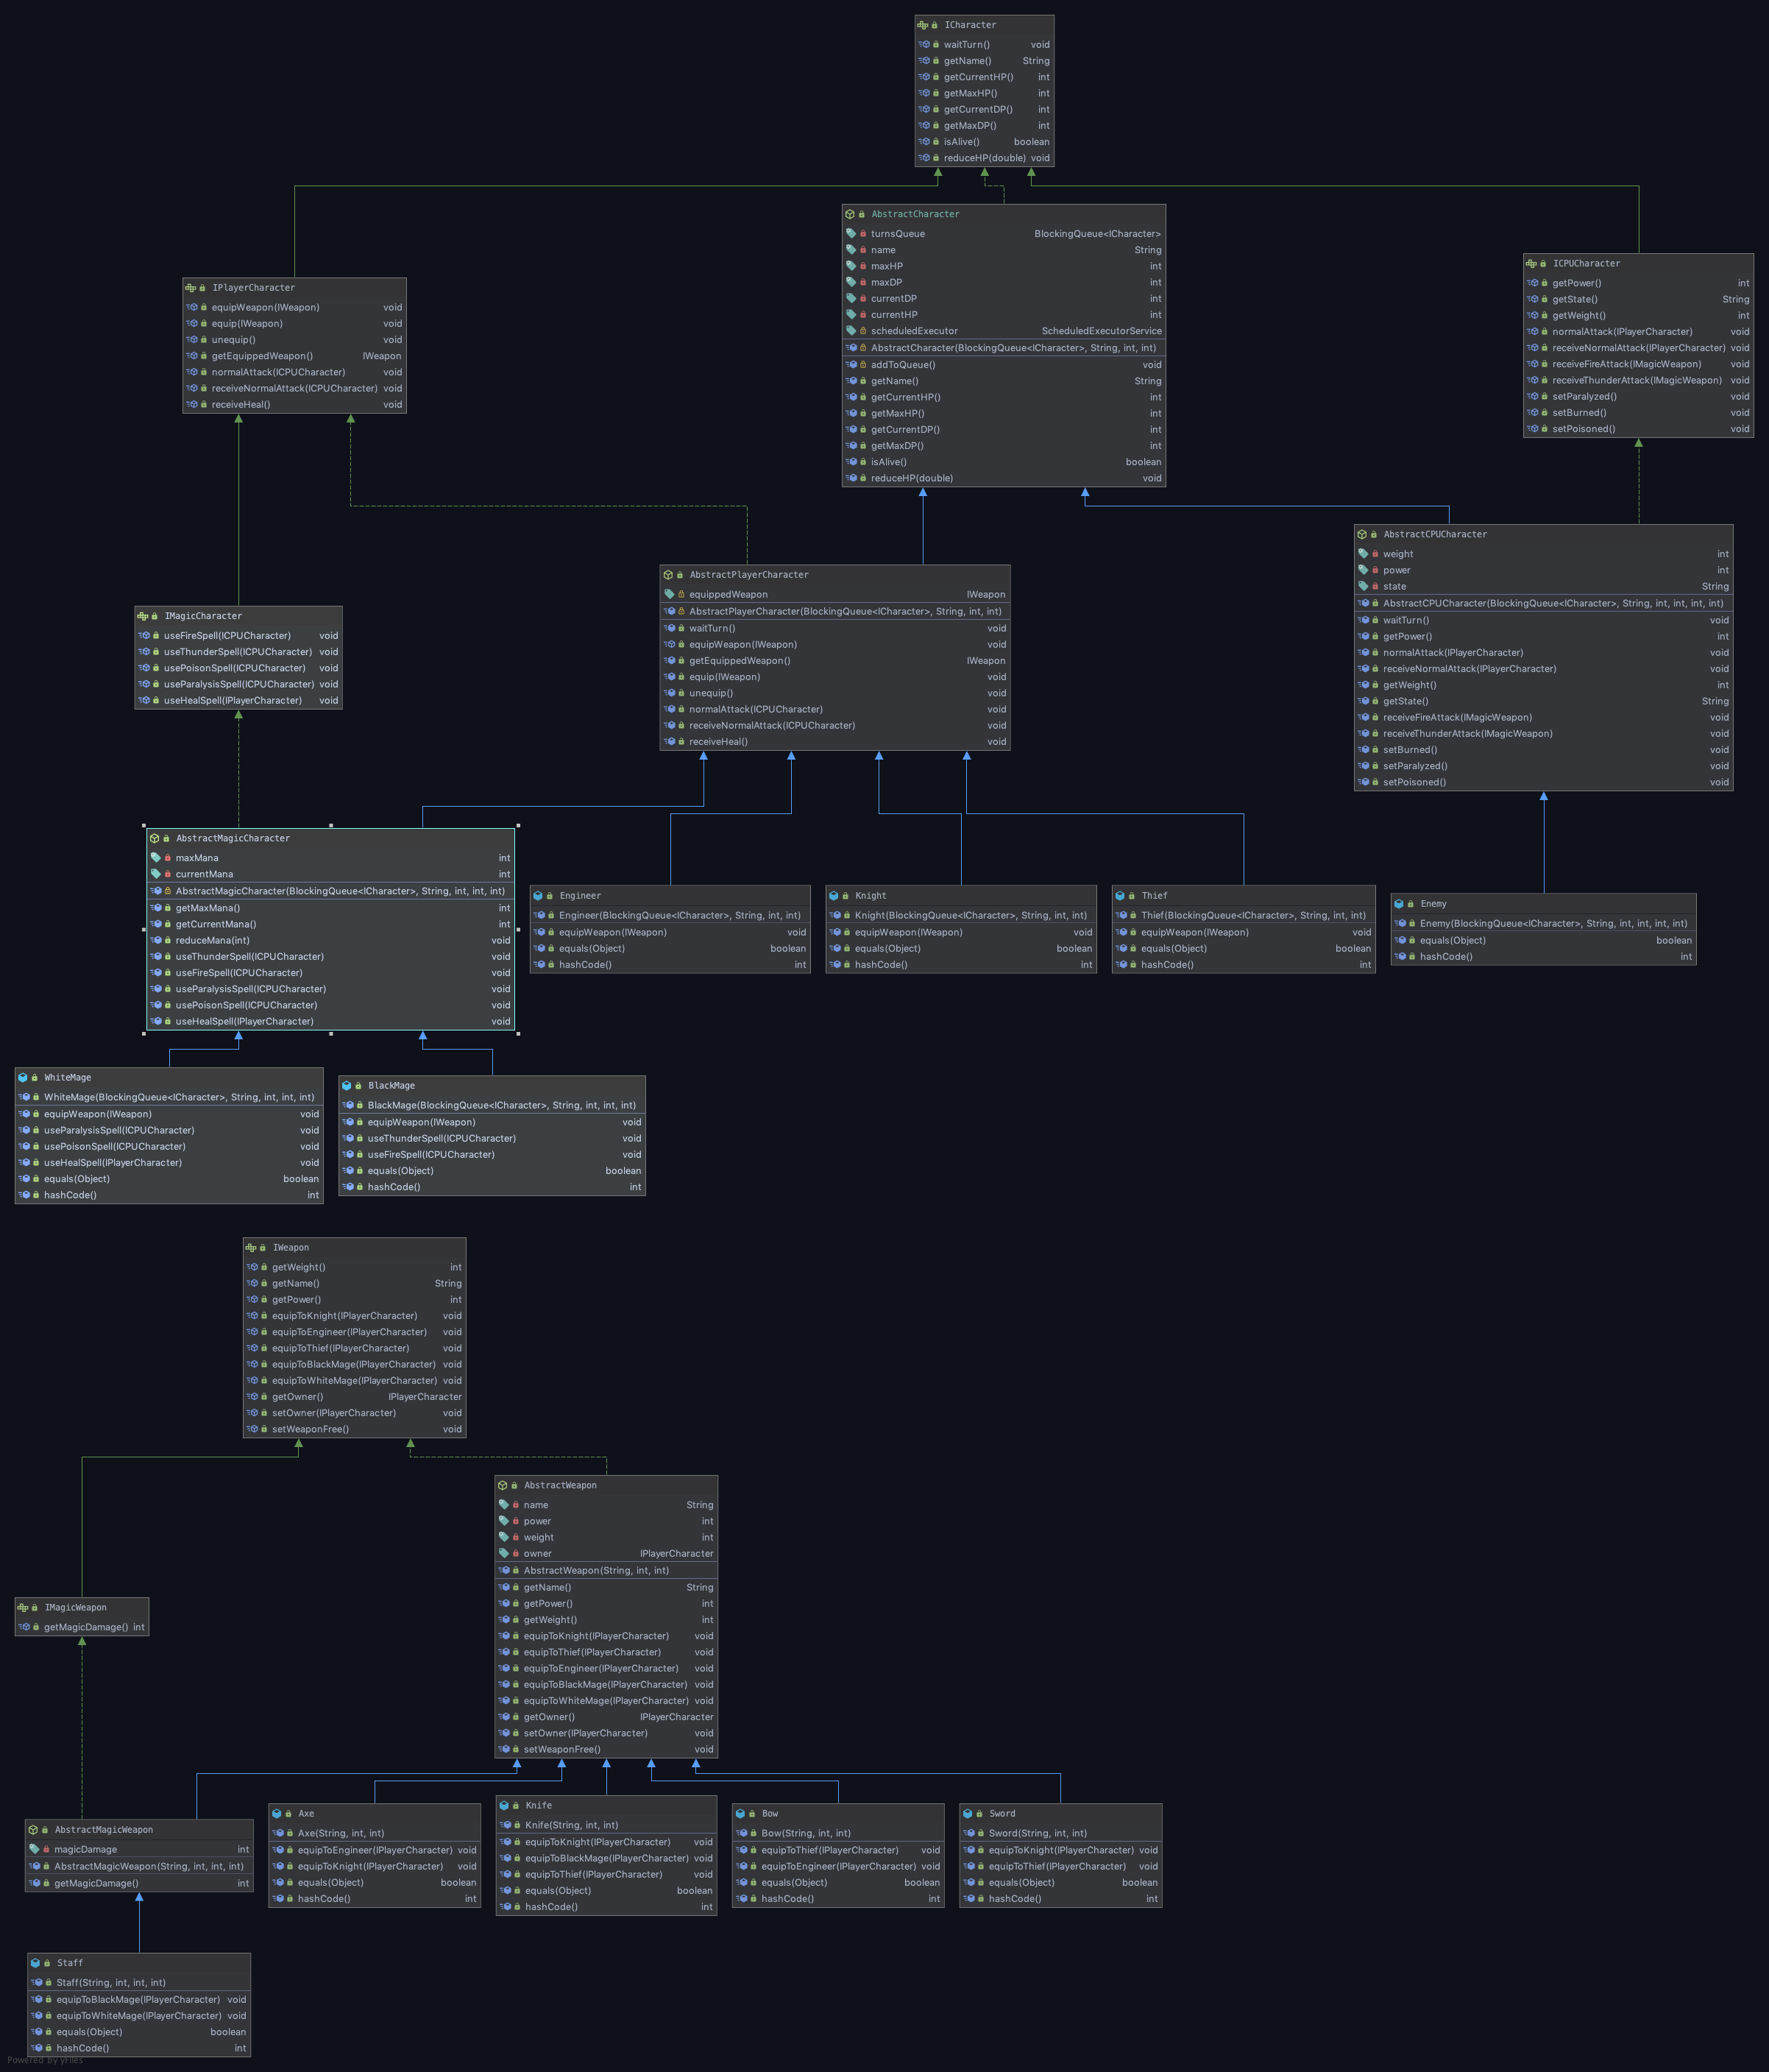 ICharacter
waitTurn() void
getName() String
getCurrentHP() int
getMaxHP() int
getCurrentDP() int
getMaxDP() int
isAlive() boolean
reduceHP(double) void
AbstractCharacter
turnsQueue BlockingQueue<ICharacter>
name String
maxHP int
maxDP int
currentDP int
currentHP int
scheduledExecutor ScheduledExecutorService
AbstractCharacter(BlockingQueue<ICharacter>, String, int, int)
addToQueue() void
getName() String
getCurrentHP() int
getMaxHP() int
getCurrentDP() int
getMaxDP() int
isAlive() boolean
reduceHP(double) void
ICPUCharacter
getPower() int
getState() String
getWeight() int
normalAttack(IPlayerCharacter) void
receiveNormalAttack(IPlayerCharacter) void
receiveFireAttack(IMagicWeapon) void
receiveThunderAttack(IMagicWeapon) void
setParalyzed() void
setBurned() void
setPoisoned() void
IPlayerCharacter
equipWeapon(IWeapon) void
equip(IWeapon) void
unequip() void
getEquippedWeapon() IWeapon
normalAttack(ICPUCharacter) void
receiveNormalAttack(ICPUCharacter) void
receiveHeal() void
AbstractCPUCharacter
weight int
power int
state String
AbstractCPUCharacter(BlockingQueue<ICharacter>, String, int, int, int, int)
waitTurn() void
getPower() int
normalAttack(IPlayerCharacter) void
receiveNormalAttack(IPlayerCharacter) void
getWeight() int
getState() String
receiveFireAttack(IMagicWeapon) void
receiveThunderAttack(IMagicWeapon) void
setBurned() void
setParalyzed() void
setPoisoned() void
AbstractPlayerCharacter
equippedWeapon IWeapon
AbstractPlayerCharacter(BlockingQueue<ICharacter>, String, int, int)
waitTurn() void
equipWeapon(IWeapon) void
getEquippedWeapon() IWeapon
equip(IWeapon) void
unequip() void
normalAttack(ICPUCharacter) void
receiveNormalAttack(ICPUCharacter) void
receiveHeal() void
IMagicCharacter
useFireSpell(ICPUCharacter) void
useThunderSpell(ICPUCharacter) void
usePoisonSpell(ICPUCharacter) void
useParalysisSpell(ICPUCharacter) void
useHealSpell(IPlayerCharacter) void
AbstractMagicCharacter
maxMana int
currentMana int
AbstractMagicCharacter(BlockingQueue<ICharacter>, String, int, int, int)
getMaxMana() int
getCurrentMana() int
reduceMana(int) void
useThunderSpell(ICPUCharacter) void
useFireSpell(ICPUCharacter) void
useParalysisSpell(ICPUCharacter) void
usePoisonSpell(ICPUCharacter) void
useHealSpell(IPlayerCharacter) void
Engineer
Engineer(BlockingQueue<ICharacter>, String, int, int)
equipWeapon(IWeapon) void
equals(Object) boolean
hashCode() int
Knight
Knight(BlockingQueue<ICharacter>, String, int, int)
equipWeapon(IWeapon) void
equals(Object) boolean
hashCode() int
Thief
Thief(BlockingQueue<ICharacter>, String, int, int)
equipWeapon(IWeapon) void
equals(Object) boolean
hashCode() int
Enemy
Enemy(BlockingQueue<ICharacter>, String, int, int, int, int)
equals(Object) boolean
hashCode() int
WhiteMage
WhiteMage(BlockingQueue<ICharacter>, String, int, int, int)
equipWeapon(IWeapon) void
useParalysisSpell(ICPUCharacter) void
usePoisonSpell(ICPUCharacter) void
useHealSpell(IPlayerCharacter) void
equals(Object) boolean
hashCode() int
BlackMage
BlackMage(BlockingQueue<ICharacter>, String, int, int, int)
equipWeapon(IWeapon) void
useThunderSpell(ICPUCharacter) void
useFireSpell(ICPUCharacter) void
equals(Object) boolean
hashCode() int
IWeapon
getWeight() int
getName() String
getPower() int
equipToKnight(IPlayerCharacter) void
equipToEngineer(IPlayerCharacter) void
equipToThief(IPlayerCharacter) void
equipToBlackMage(IPlayerCharacter) void
equipToWhiteMage(IPlayerCharacter) void
getOwner() IPlayerCharacter
setOwner(IPlayerCharacter) void
setWeaponFree() void
AbstractWeapon
name String
power int
weight int
owner IPlayerCharacter
AbstractWeapon(String, int, int)
getName() String
getPower() int
getWeight() int
equipToKnight(IPlayerCharacter) void
equipToThief(IPlayerCharacter) void
equipToEngineer(IPlayerCharacter) void
equipToBlackMage(IPlayerCharacter) void
equipToWhiteMage(IPlayerCharacter) void
getOwner() IPlayerCharacter
setOwner(IPlayerCharacter) void
setWeaponFree() void
IMagicWeapon
getMagicDamage() int
AbstractMagicWeapon
magicDamage int
AbstractMagicWeapon(String, int, int, int)
getMagicDamage() int
Axe
Axe(String, int, int)
equipToEngineer(IPlayerCharacter) void
equipToKnight(IPlayerCharacter) void
equals(Object) boolean
hashCode() int
Knife
Knife(String, int, int)
equipToKnight(IPlayerCharacter) void
equipToBlackMage(IPlayerCharacter) void
equipToThief(IPlayerCharacter) void
equals(Object) boolean
hashCode() int
Bow
Bow(String, int, int)
equipToThief(IPlayerCharacter) void
equipToEngineer(IPlayerCharacter) void
equals(Object) boolean
hashCode() int
Sword
Sword(String, int, int)
equipToKnight(IPlayerCharacter) void
equipToThief(IPlayerCharacter) void
equals(Object) boolean
hashCode() int
Staff
Staff(String, int, int, int)
equipToBlackMage(IPlayerCharacter) void
equipToWhiteMage(IPlayerCharacter) void
equals(Object) boolean
hashCode() int
Powered by yFiles